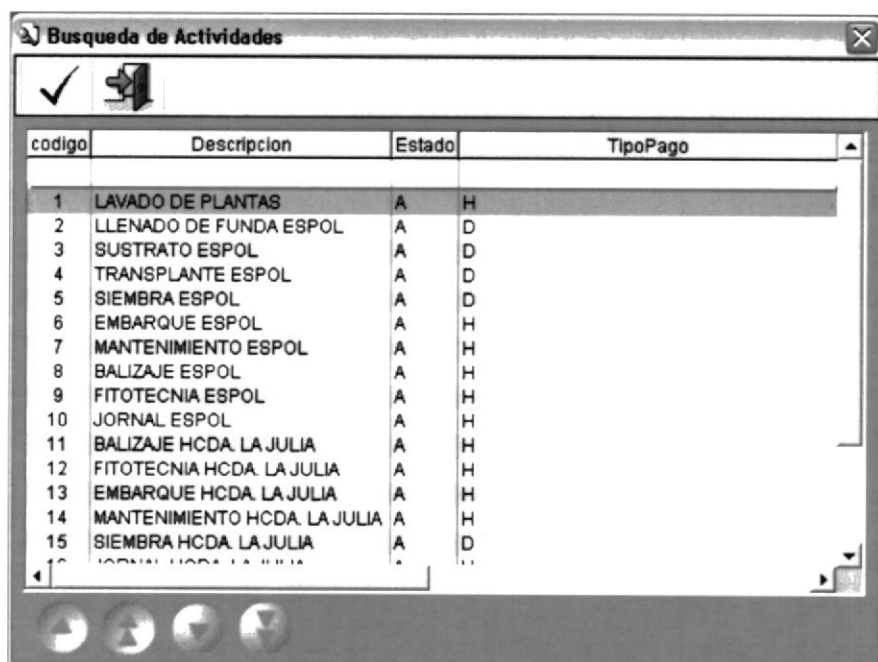 Busqueda de Actividades
codigo Descripcion Estado TipoPago
1 LAVADO DE PLANTAS A H
2 LLENADO DE FUNDA ESPOL A D
3 SUSTRATO ESPOL A D
4 TRANSPLANTE ESPOL A D
5 SIEMBRA ESPOL A D
6 EMBARQUE ESPOL A H
7 MANTENIMIENTO ESPOL A H
8 BALIZAJE ESPOL A H
9 FITOTECNIA ESPOL A H
10 JORNAL ESPOL A H
11 BALIZAJE HCDA. LA JULIA A H
12 FITOTECNIA HCDA. LA JULIA A H
13 EMBARQUE HCDA. LA JULIA A H
14 MANTENIMIENTO HCDA. LA JULIA A H
15 SIEMBRA HCDA. LA JULIA A D